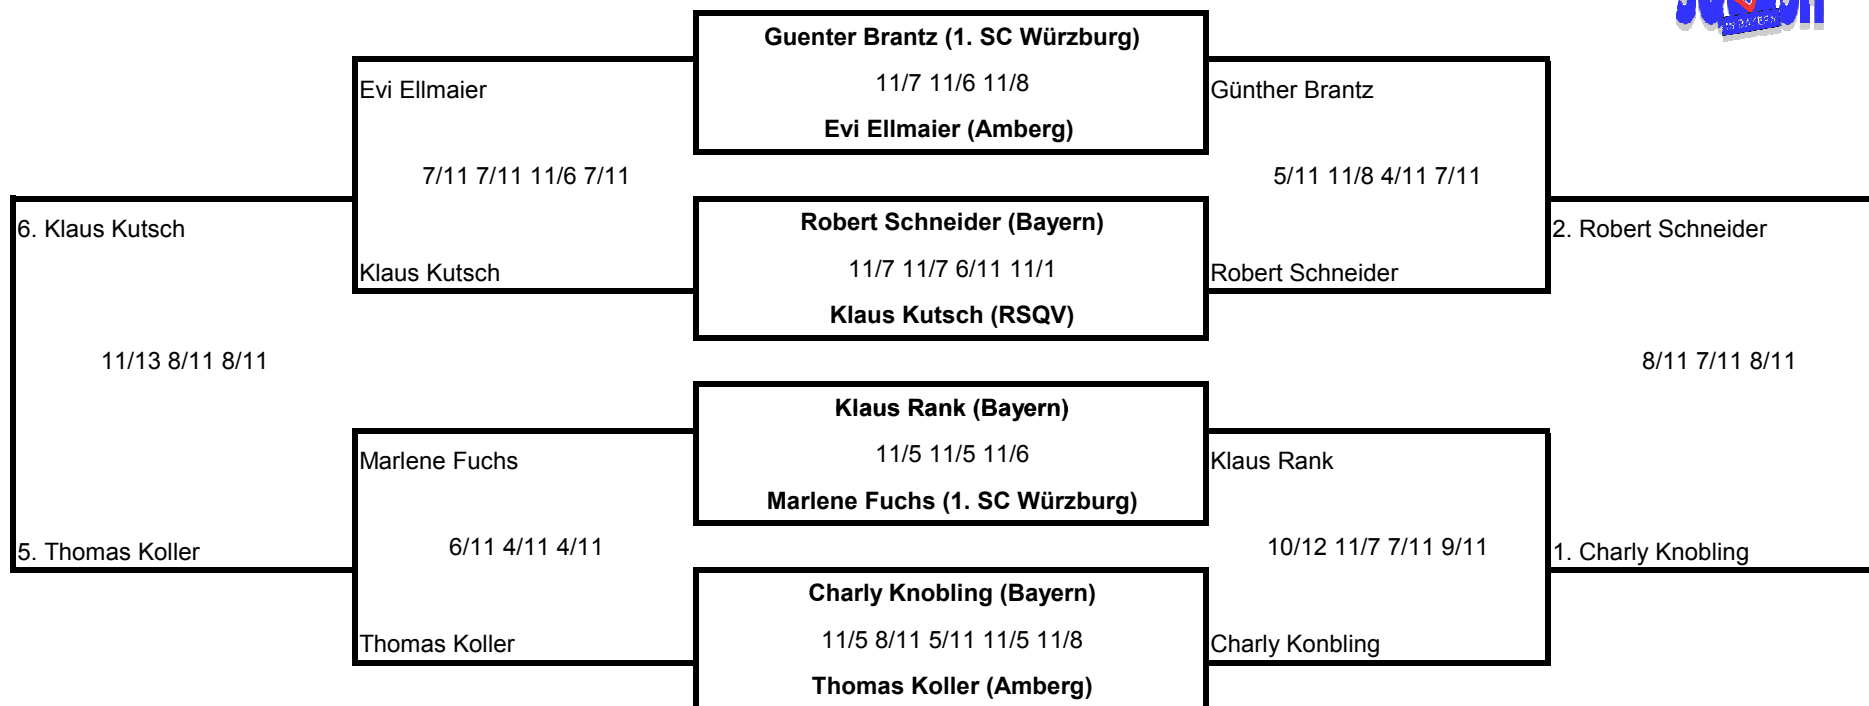 IN BAYERN
Guenter Brantz (1. SC Würzburg)
11/7 11/6 11/8
Evi Ellmaier (Amberg)
Evi Ellmaier
Günther Brantz
7/11 7/11 11/6 7/11
5/11 11/8 4/11 7/11
Robert Schneider (Bayern)
11/7 11/7 6/11 11/1
Klaus Kutsch (RSQV)
6. Klaus Kutsch
2. Robert Schneider
Klaus Kutsch
Robert Schneider
11/13 8/11 8/11
8/11 7/11 8/11
Klaus Rank (Bayern)
11/5 11/5 11/6
Marlene Fuchs (1. SC Würzburg)
Marlene Fuchs
Klaus Rank
6/11 4/11 4/11
10/12 11/7 7/11 9/11
5. Thomas Koller
1. Charly Knobling
Charly Knobling (Bayern)
11/5 8/11 5/11 11/5 11/8
Thomas Koller (Amberg)
Thomas Koller
Charly Konbling